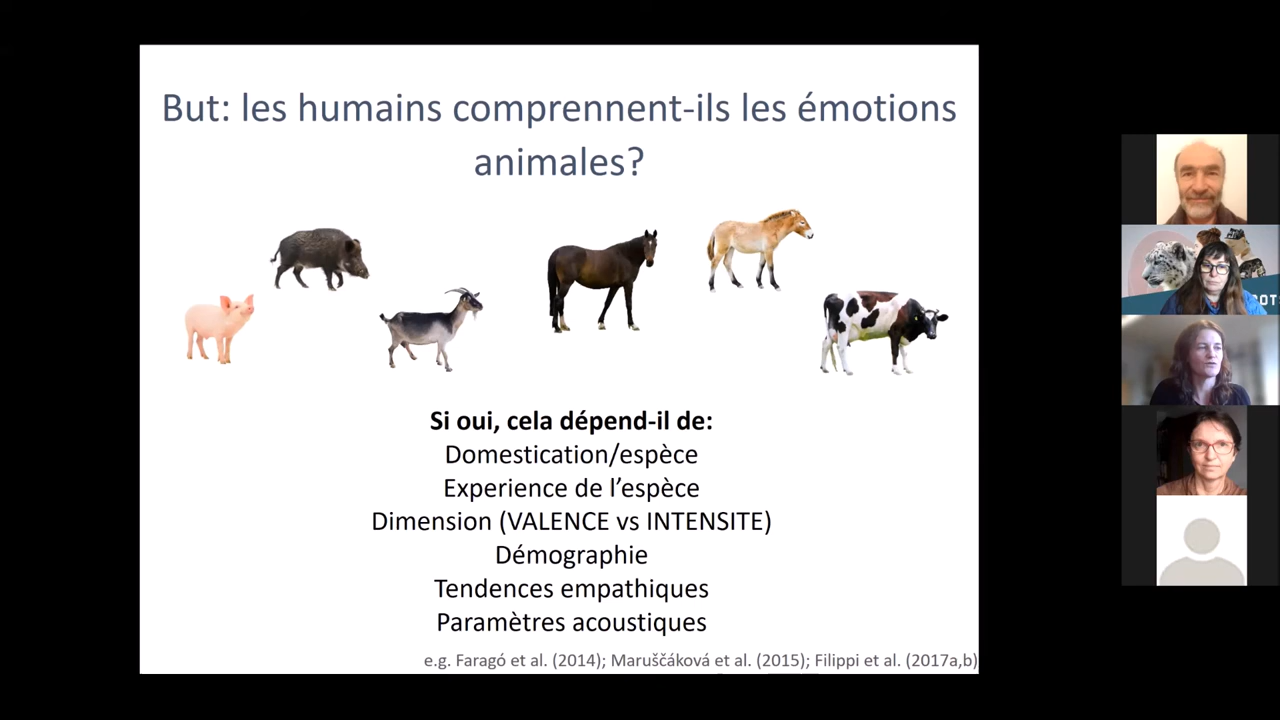 But: les humains comprennent-ils les émotions
animales?
Si oui, cela dépend-il de:
Domestication/espèce
Experience de l’espèce
Dimension (VALENCE vs INTENSITE)
Démographie
Tendences empathiques
Paramètres acoustiques
e.g. Faragó et al. (2014); Maruščáková et al. (2015); Filippi et al. (2017a,b)